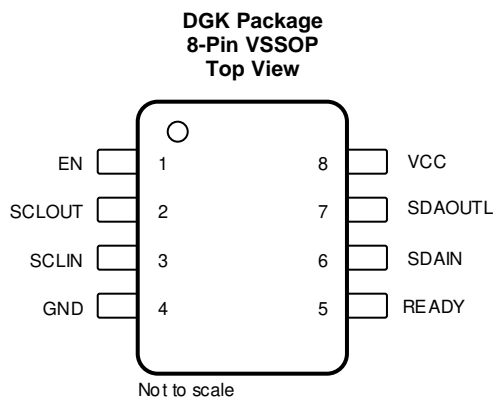 DGK Package
8-Pin VSSOP
Top View
EN 1 8 VCC
SCLOUT 2 7 SDAOUTL
SCLIN 3 6 SDAIN
GND 4 5 READY
Not to scale